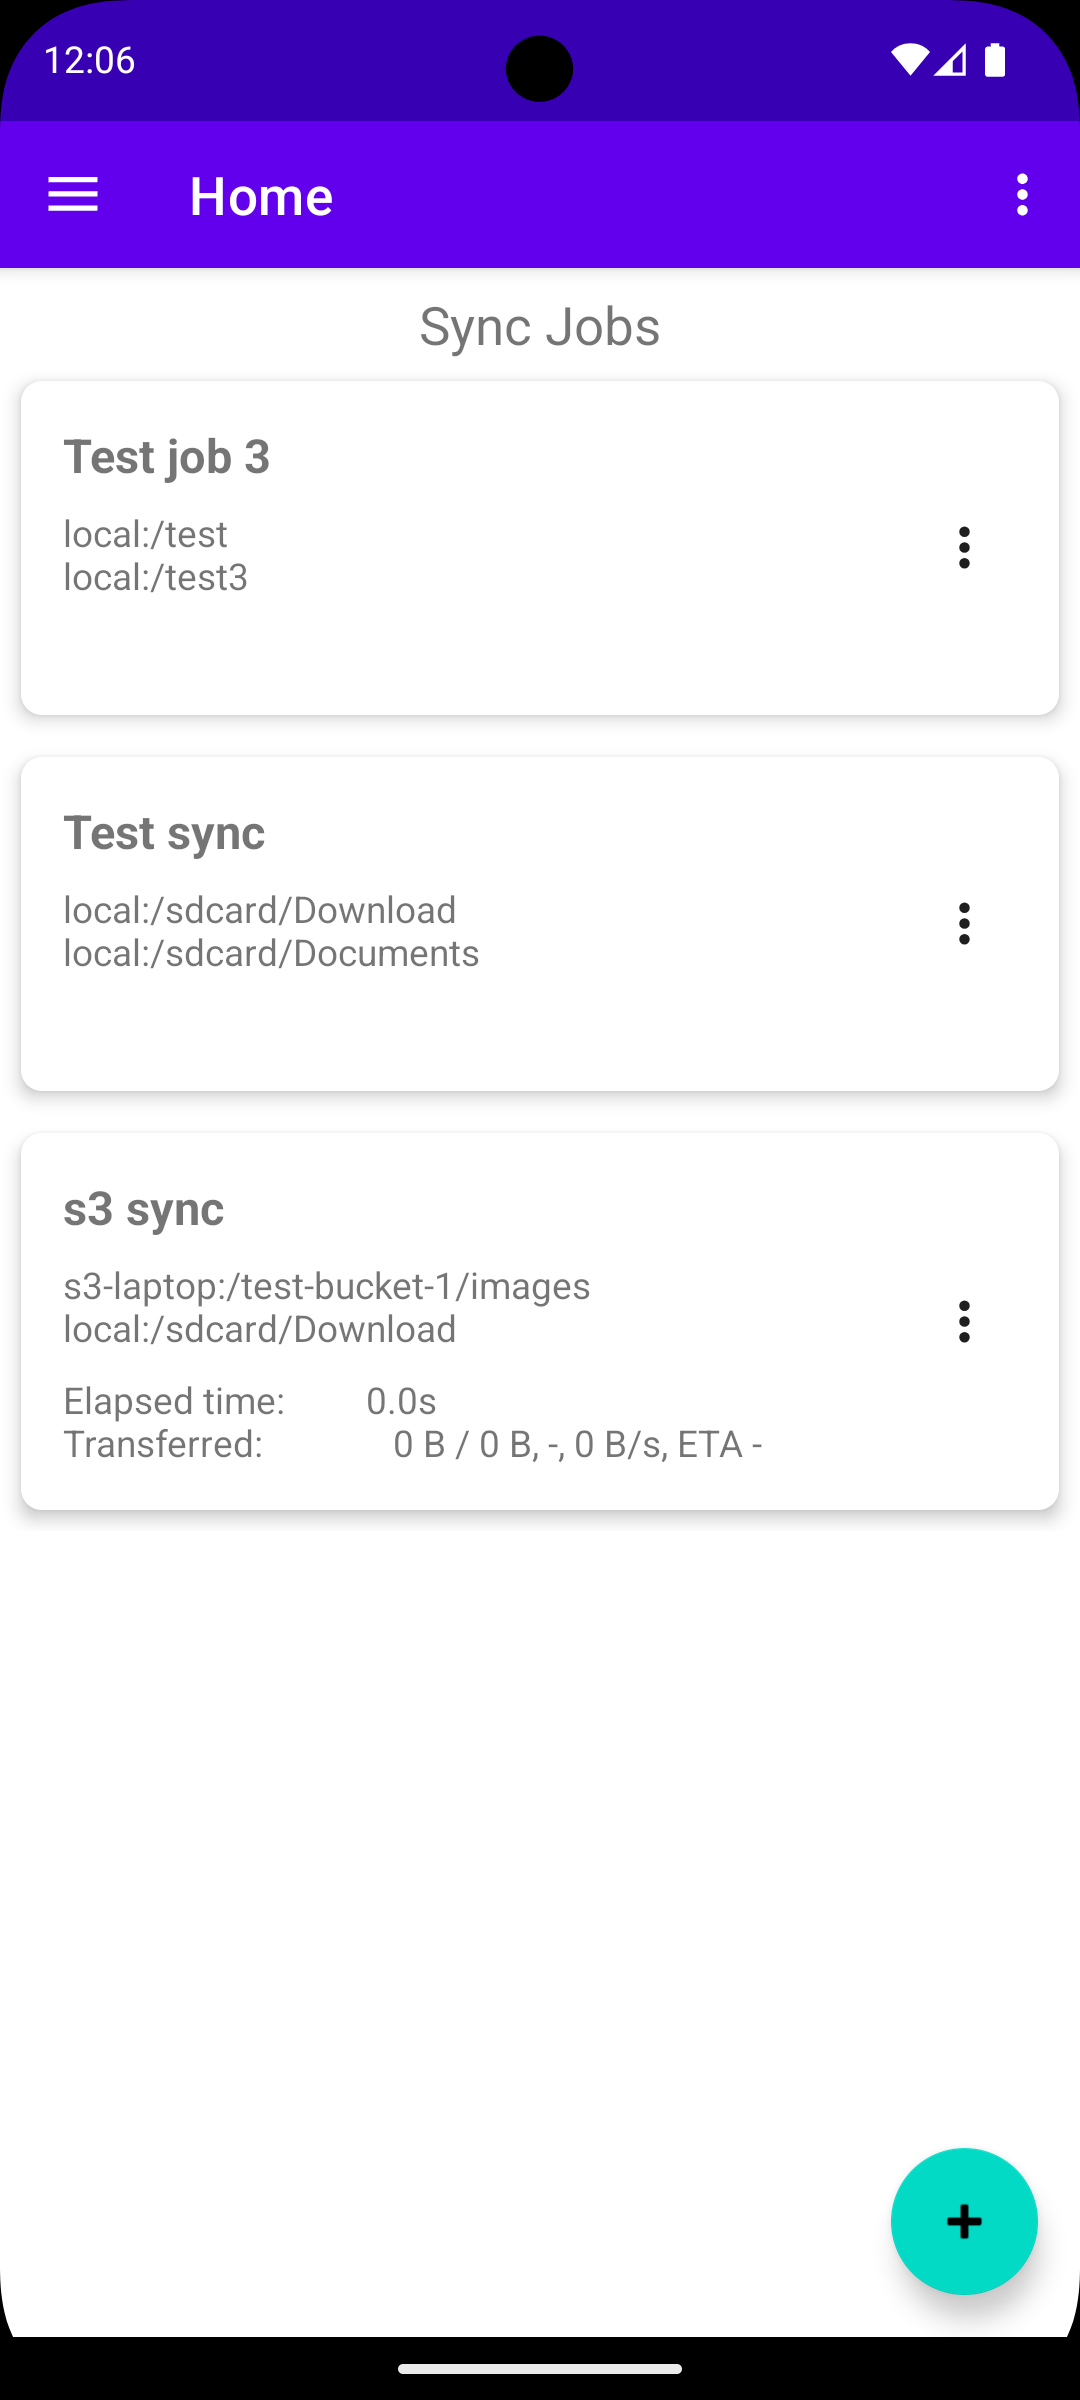 12:06
Home
Sync Jobs
Test job 3
local:/test
local:/test3
Test sync
local:/sdcard/Download
local:/sdcard/Documents
s3 sync
s3-laptop:/test-bucket-1/images
local:/sdcard/Download
Elapsed time: 0.0s
Transferred: 0 B / 0 B, -, 0 B/s, ETA -